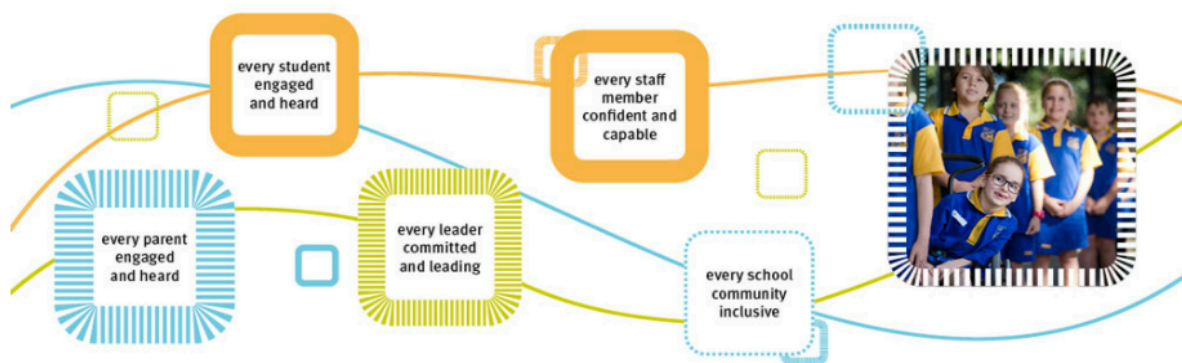 every student
engaged
and heard
every staff
member
confident and
capable
every parent
engaged
and heard
every leader
committed
and leading
every school
community
inclusive